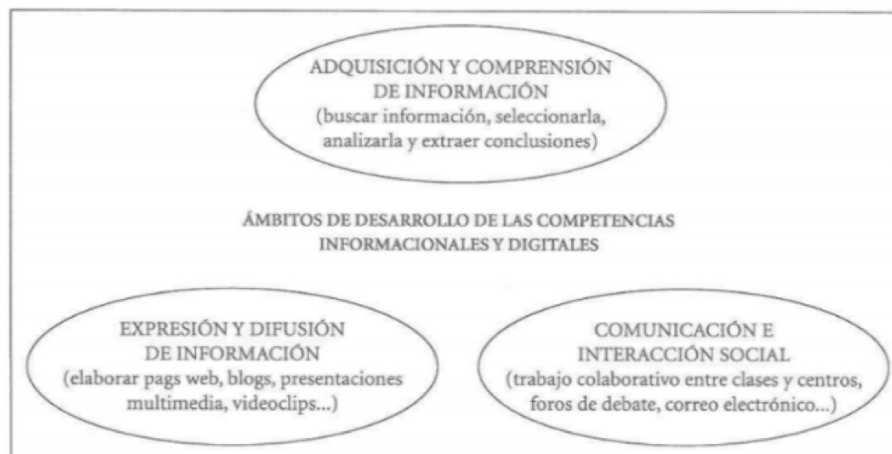 ADQUISICIÓN Y COMPRENSIÓN
DE INFORMACIÓN
(buscar información, seleccionarla,
analizarla y extraer conclusiones)
ÁMBITOS DE DESARROLLO DE LAS COMPETENCIAS
INFORMACIONALES Y DIGITALES
EXPRESIÓN Y DIFUSIÓN
DE INFORMACIÓN
(elaborar pags web, blogs, presentaciones
multimedia, videoclips...)
COMUNICACIÓN E
INTERACCIÓN SOCIAL
(trabajo colaborativo entre clases y centros,
foros de debate, correo electrónico...)